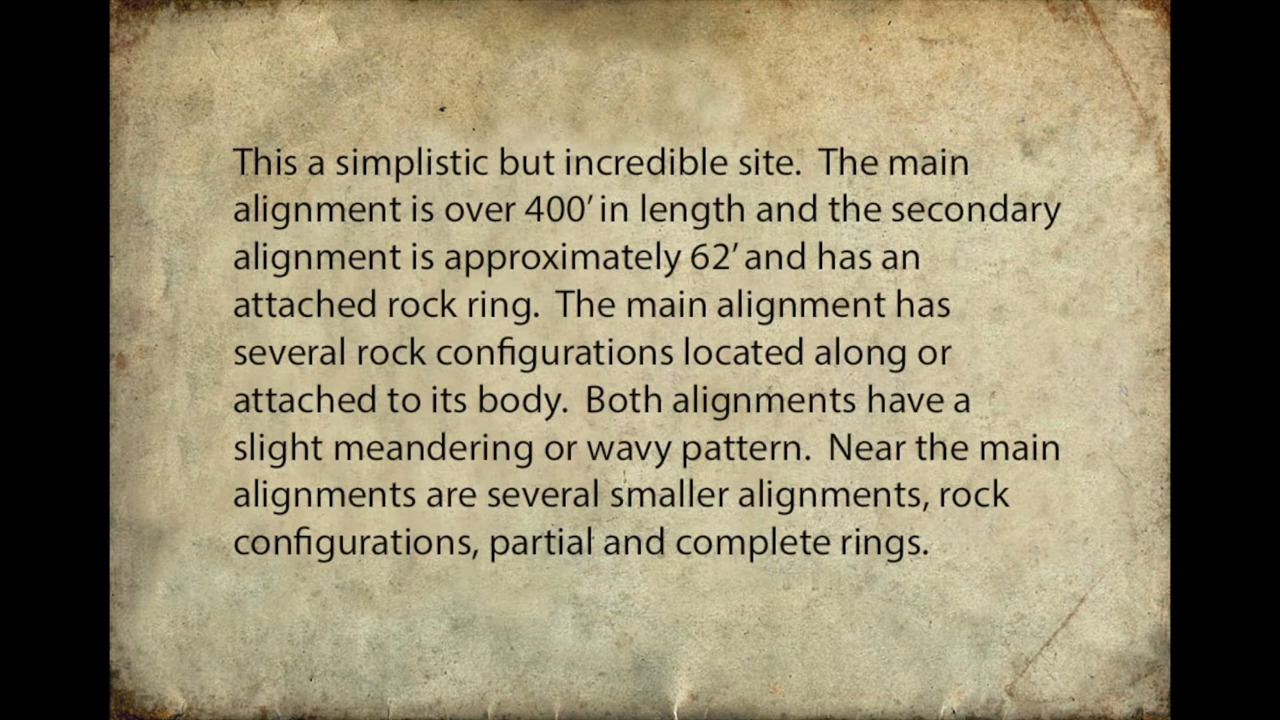 This a simplistic but incredible site.  The main
alignment is over 400’ in length and the secondary
alignment is approximately 62’ and has an
attached rock ring.  The main alignment has
several rock configurations located along or
attached to its body.  Both alignments have a
slight meandering or wavy pattern.  Near the main
alignments are several smaller alignments, rock
configurations, partial and complete rings.